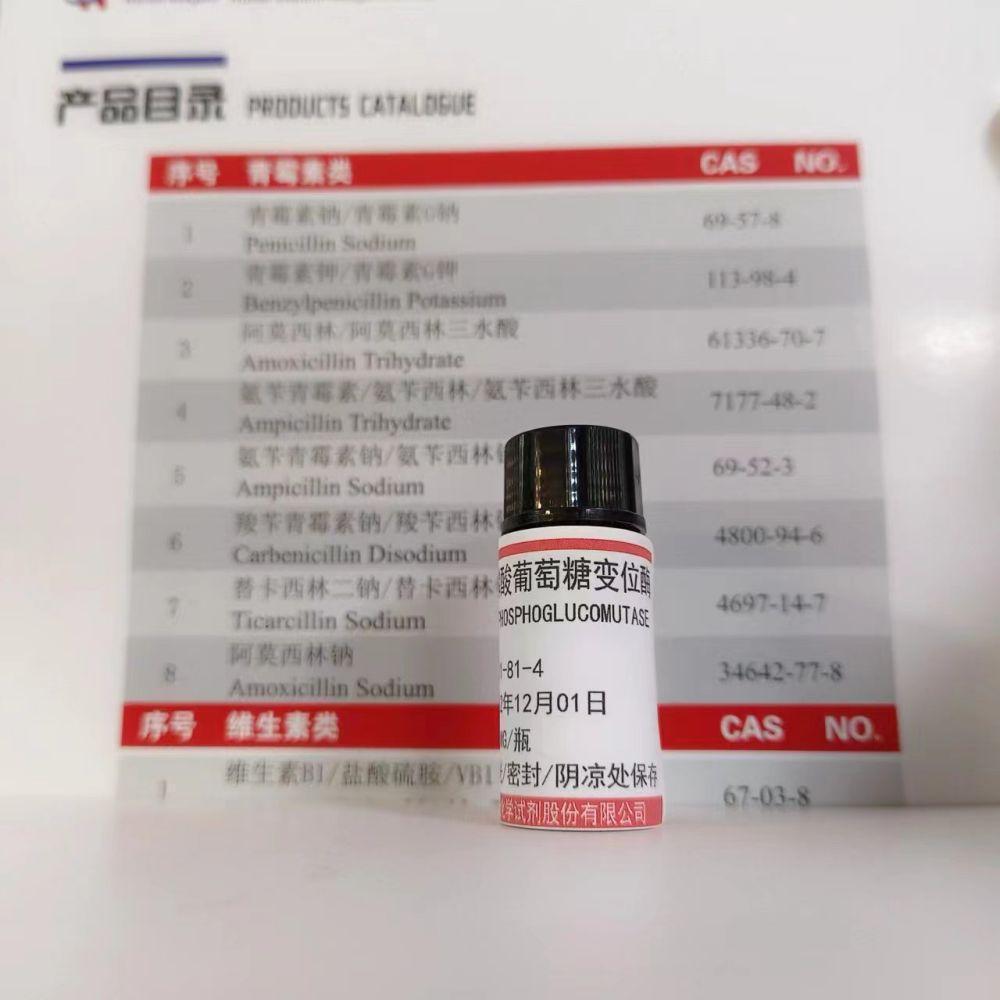 产品目录 PRODUCTS CATALOGUE
序号 青霉素类 CAS NO.
1 青霉素钠/青霉素G钠 69-57-8
Penicillin Sodium
2 青霉素钾/青霉素G钾 113-98-4
Benzylpenicillin Potassium
3 阿莫西林/阿莫西林三水酸 61336-70-7
Amoxicillin Trihydrate
4 氨苄青霉素/氨苄西林/氨苄西林三水酸 7177-48-2
Ampicillin Trihydrate
5 氨苄青霉素钠/氨苄西林 69-52-3
Ampicillin Sodium
6 羧苄青霉素钠/羧苄西林 4800-94-6
Carbenicillin Disodium
7 替卡西林二钠/替卡西林 4697-14-7
Ticarcillin Sodium
8 阿莫西林钠 34642-77-8
Amoxicillin Sodium
序号 维生素类 CAS NO.
1 维生素B1/盐酸硫胺/VB1 67-03-8
酸葡萄糖变位酶
PHOSPHOGLUCOMUTASE
-81-4
2年12月01日
MG/瓶
/密封/阴凉处保存
化学试剂股份有限公司